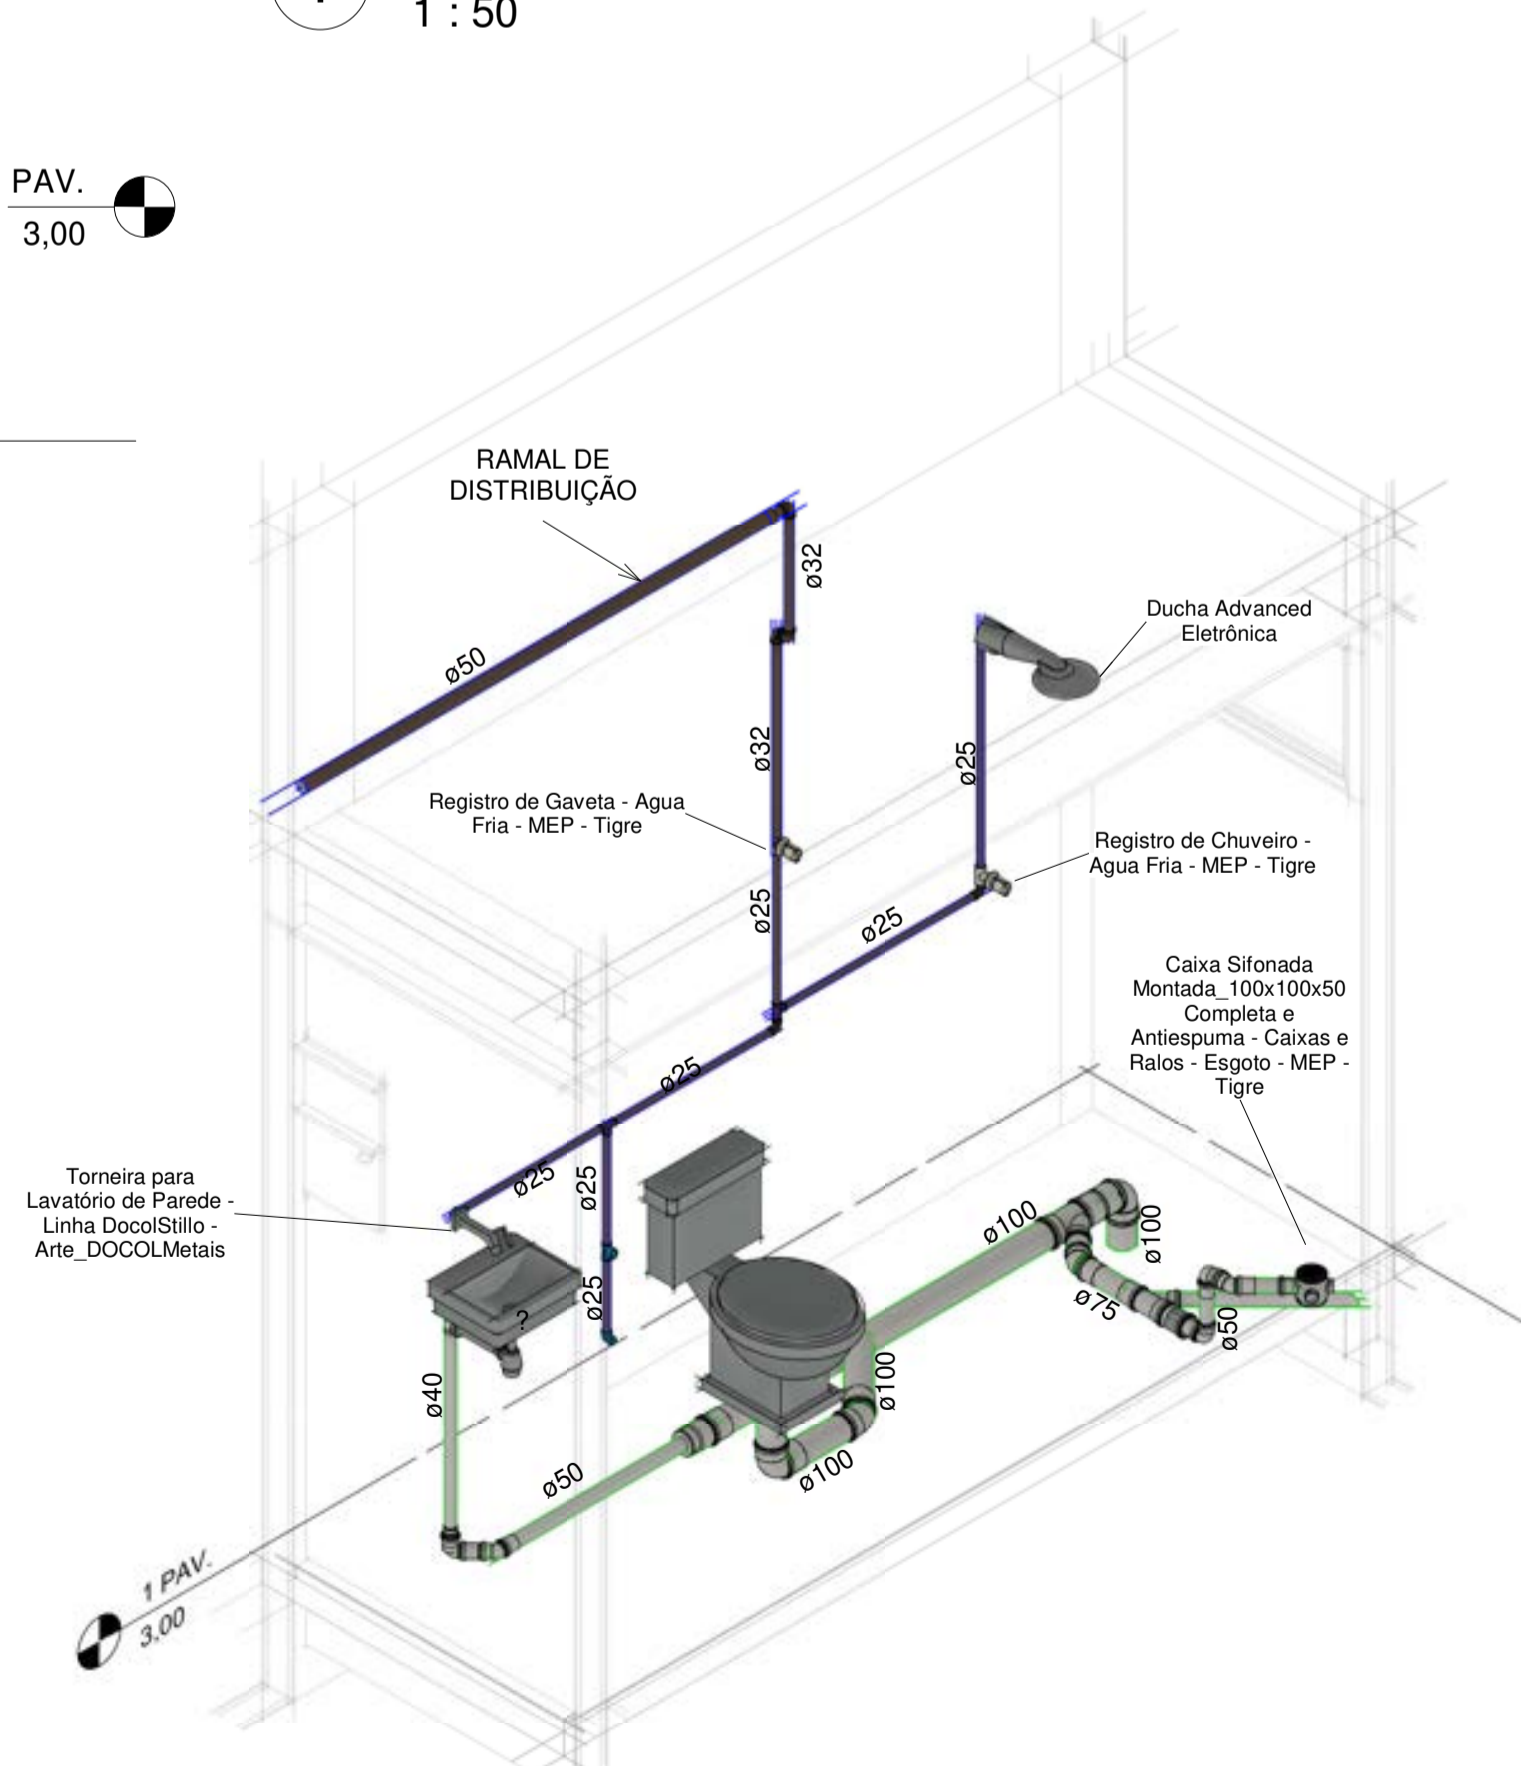 1 : 50
PAV.
3,00
RAMAL DE
DISTRIBUIÇÃO
ø32
Ducha Advanced
Eletrônica
ø50
ø32
ø25
Registro de Gaveta - Agua
Fria - MEP - Tigre
Registro de Chuveiro -
Agua Fria - MEP - Tigre
ø25
ø25
Caixa Sifonada
Montada_100x100x50
Completa e
Antiespuma - Caixas e
Ralos - Esgoto - MEP -
Tigre
ø25
Torneira para
Lavatório de Parede -
Linha DocolStillo -
Arte_DOCOLMetais
ø25
ø25
ø25
?
ø100
ø100
ø75
ø50
ø40
ø100
ø50
ø100
1 PAV.
3,00